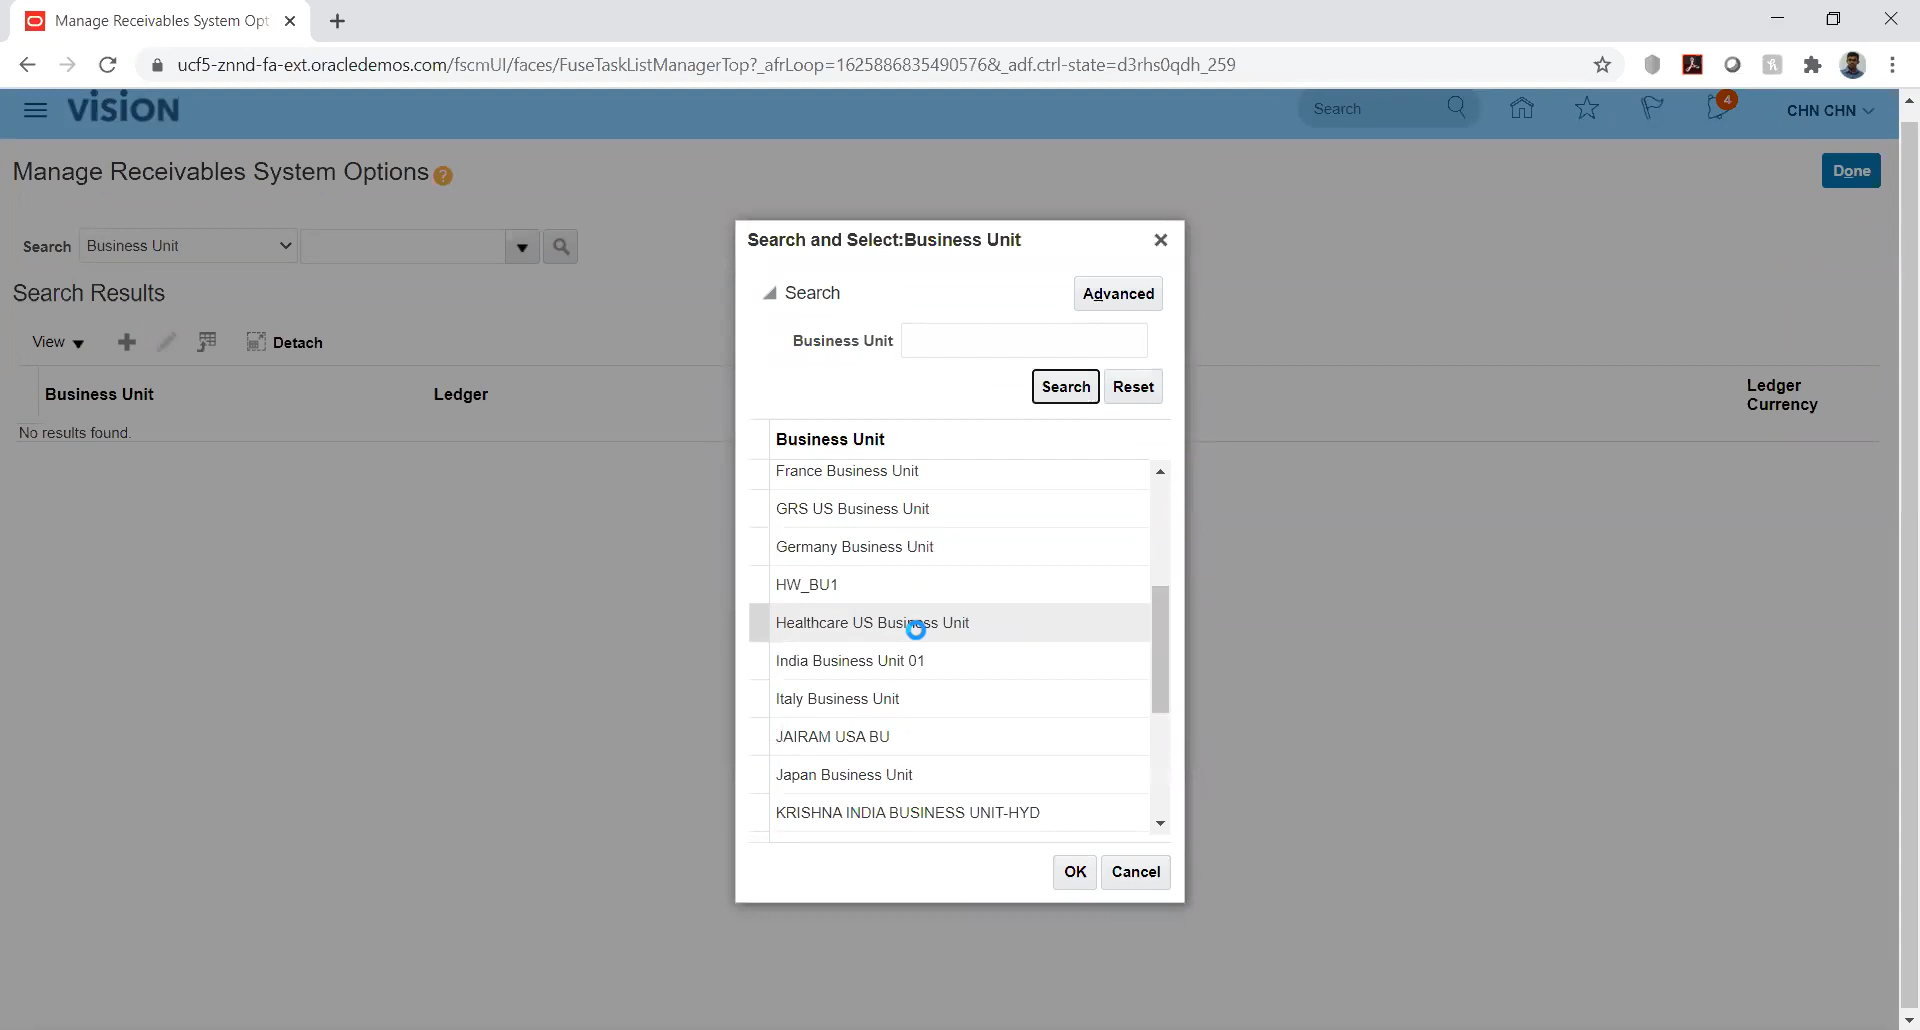 Manage Receivables System Opt
ucf5-znnd-fa-ext.oracledemos.com/fscmUI/faces/FuseTaskListManagerTop?_afrLoop=16258868354905768&_adf.ctrl-state=d3rhs0qdh_259
VISION
Search
4
CHN CHN
Manage Receivables System Options ?
Done
Search Business Unit
Search Results
View
Detach
Business Unit Ledger Ledger Currency
No results found.
Search and Select:Business Unit
Search
Advanced
Business Unit
Search Reset
Business Unit
France Business Unit
GRS US Business Unit
Germany Business Unit
HW_BU1
Healthcare US Business Unit
India Business Unit 01
Italy Business Unit
JAIRAM USA BU
Japan Business Unit
KRISHNA INDIA BUSINESS UNIT-HYD
OK Cancel